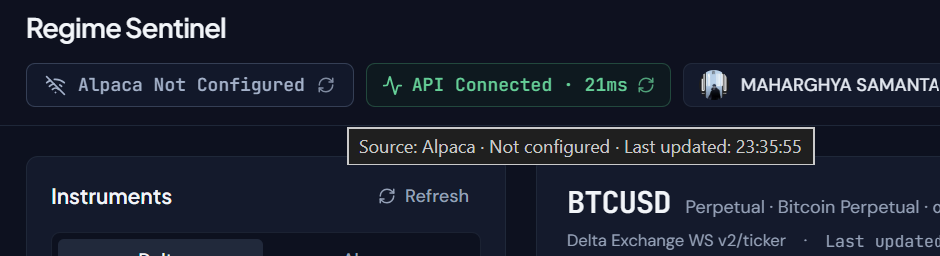 Regime Sentinel
Alpaca Not Configured
API Connected · 21ms
MAHARGHYA SAMANTA
Source: Alpaca · Not configured · Last updated: 23:35:55
Instruments
Refresh
BTCUSD Perpetual · Bitcoin Perpetual ·
Delta Exchange WS v2/ticker · Last updated